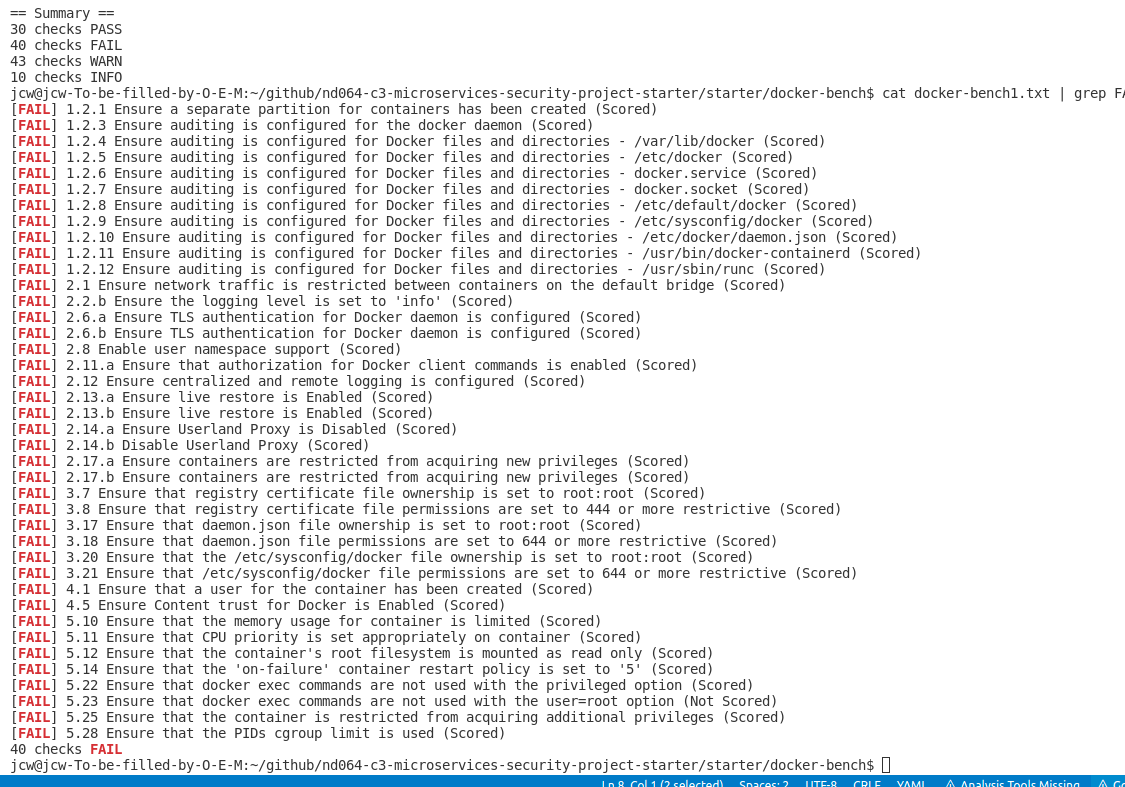 == Summary ==
30 checks PASS
40 checks FAIL
43 checks WARN
10 checks INFO
jcw@jcw-To-be-filled-by-O-E-M:~/github/nd064-c3-microservices-security-project-starter/starter/docker-bench$ cat docker-bench1.txt | grep FA
[FAIL] 1.2.1 Ensure a separate partition for containers has been created (Scored)
[FAIL] 1.2.3 Ensure auditing is configured for the docker daemon (Scored)
[FAIL] 1.2.4 Ensure auditing is configured for Docker files and directories - /var/lib/docker (Scored)
[FAIL] 1.2.5 Ensure auditing is configured for Docker files and directories - /etc/docker (Scored)
[FAIL] 1.2.6 Ensure auditing is configured for Docker files and directories - docker.service (Scored)
[FAIL] 1.2.7 Ensure auditing is configured for Docker files and directories - docker.socket (Scored)
[FAIL] 1.2.8 Ensure auditing is configured for Docker files and directories - /etc/default/docker (Scored)
[FAIL] 1.2.9 Ensure auditing is configured for Docker files and directories - /etc/sysconfig/docker (Scored)
[FAIL] 1.2.10 Ensure auditing is configured for Docker files and directories - /etc/docker/daemon.json (Scored)
[FAIL] 1.2.11 Ensure auditing is configured for Docker files and directories - /usr/bin/docker-containerd (Scored)
[FAIL] 1.2.12 Ensure auditing is configured for Docker files and directories - /usr/sbin/runc (Scored)
[FAIL] 2.1 Ensure network traffic is restricted between containers on the default bridge (Scored)
[FAIL] 2.2.b Ensure the logging level is set to 'info' (Scored)
[FAIL] 2.6.a Ensure TLS authentication for Docker daemon is configured (Scored)
[FAIL] 2.6.b Ensure TLS authentication for Docker daemon is configured (Scored)
[FAIL] 2.8 Enable user namespace support (Scored)
[FAIL] 2.11.a Ensure that authorization for Docker client commands is enabled (Scored)
[FAIL] 2.12 Ensure centralized and remote logging is configured (Scored)
[FAIL] 2.13.a Ensure live restore is Enabled (Scored)
[FAIL] 2.13.b Ensure live restore is Enabled (Scored)
[FAIL] 2.14.a Ensure Userland Proxy is Disabled (Scored)
[FAIL] 2.14.b Disable Userland Proxy (Scored)
[FAIL] 2.17.a Ensure containers are restricted from acquiring new privileges (Scored)
[FAIL] 2.17.b Ensure containers are restricted from acquiring new privileges (Scored)
[FAIL] 3.7 Ensure that registry certificate file ownership is set to root:root (Scored)
[FAIL] 3.8 Ensure that registry certificate file permissions are set to 444 or more restrictive (Scored)
[FAIL] 3.17 Ensure that daemon.json file ownership is set to root:root (Scored)
[FAIL] 3.18 Ensure that daemon.json file permissions are set to 644 or more restrictive (Scored)
[FAIL] 3.20 Ensure that the /etc/sysconfig/docker file ownership is set to root:root (Scored)
[FAIL] 3.21 Ensure that /etc/sysconfig/docker file permissions are set to 644 or more restrictive (Scored)
[FAIL] 4.1 Ensure that a user for the container has been created (Scored)
[FAIL] 4.5 Ensure Content trust for Docker is Enabled (Scored)
[FAIL] 5.10 Ensure that the memory usage for container is limited (Scored)
[FAIL] 5.11 Ensure that CPU priority is set appropriately on container (Scored)
[FAIL] 5.12 Ensure that the container's root filesystem is mounted as read only (Scored)
[FAIL] 5.14 Ensure that the 'on-failure' container restart policy is set to '5' (Scored)
[FAIL] 5.22 Ensure that docker exec commands are not used with the privileged option (Scored)
[FAIL] 5.23 Ensure that docker exec commands are not used with the user=root option (Not Scored)
[FAIL] 5.25 Ensure that the container is restricted from acquiring additional privileges (Scored)
[FAIL] 5.28 Ensure that the PIDs cgroup limit is used (Scored)
40 checks FAIL
jcw@jcw-To-be-filled-by-O-E-M:~/github/nd064-c3-microservices-security-project-starter/starter/docker-bench$
Ln 8, Col 1 (2 selected) Spaces: 2 UTF-8 CRLF YAML Analysis Tools Missing Go